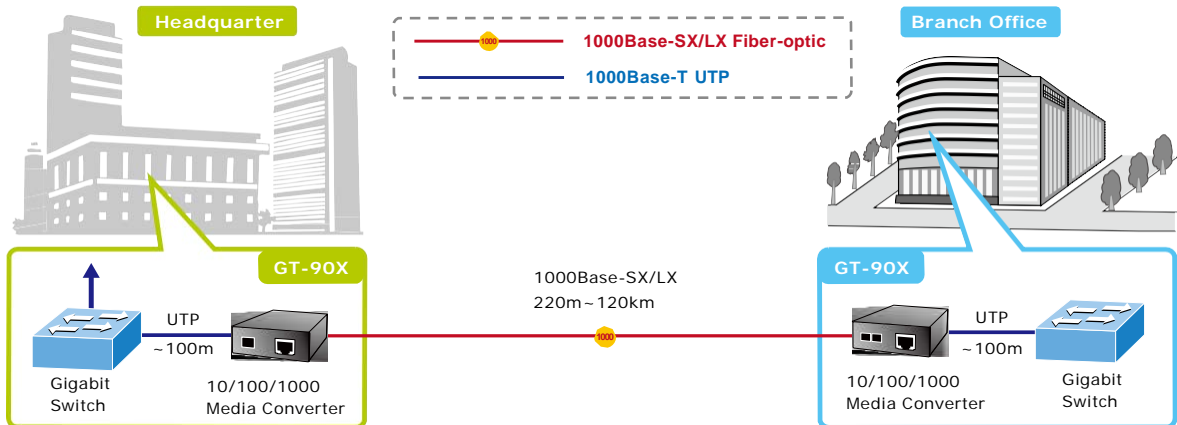 Headquarter
Branch Office
1000
1000Base-SX/LX Fiber-optic
1000Base-T UTP
GT-90X
GT-90X
1000Base-SX/LX
220m~120km
1000
UTP
~100m
UTP
~100m
Gigabit
Switch
10/100/1000
Media Converter
10/100/1000
Media Converter
Gigabit
Switch